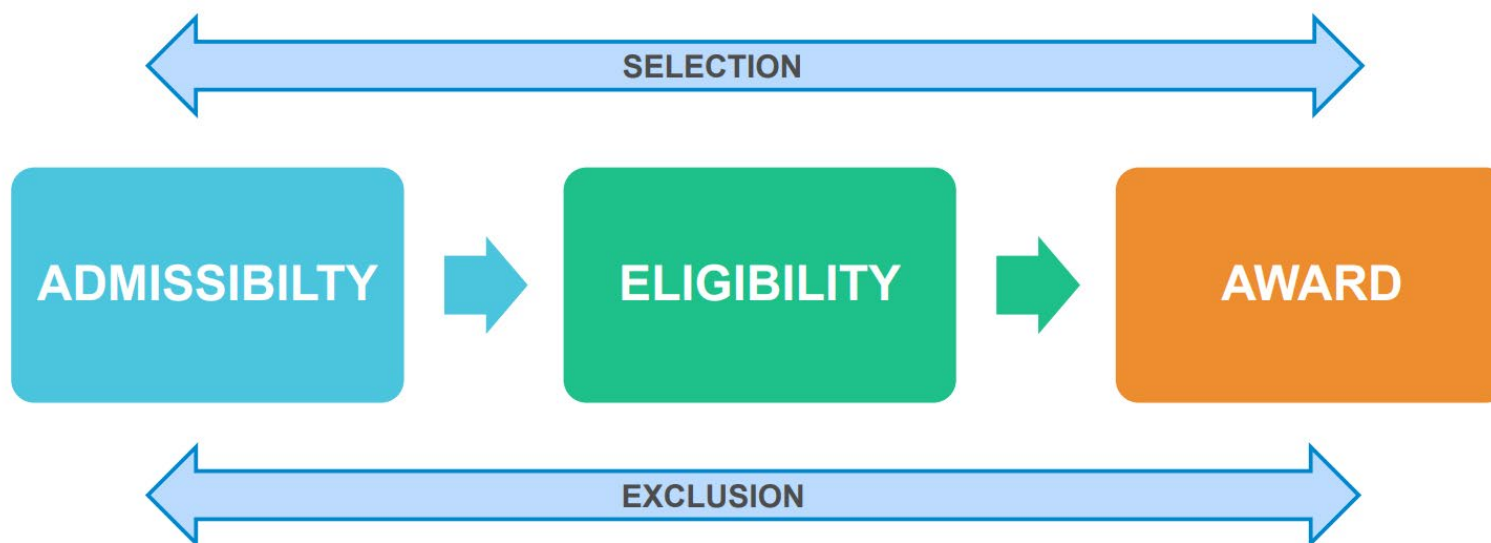 SELECTION
ADMISSIBILTY
ELIGIBILITY
AWARD
EXCLUSION